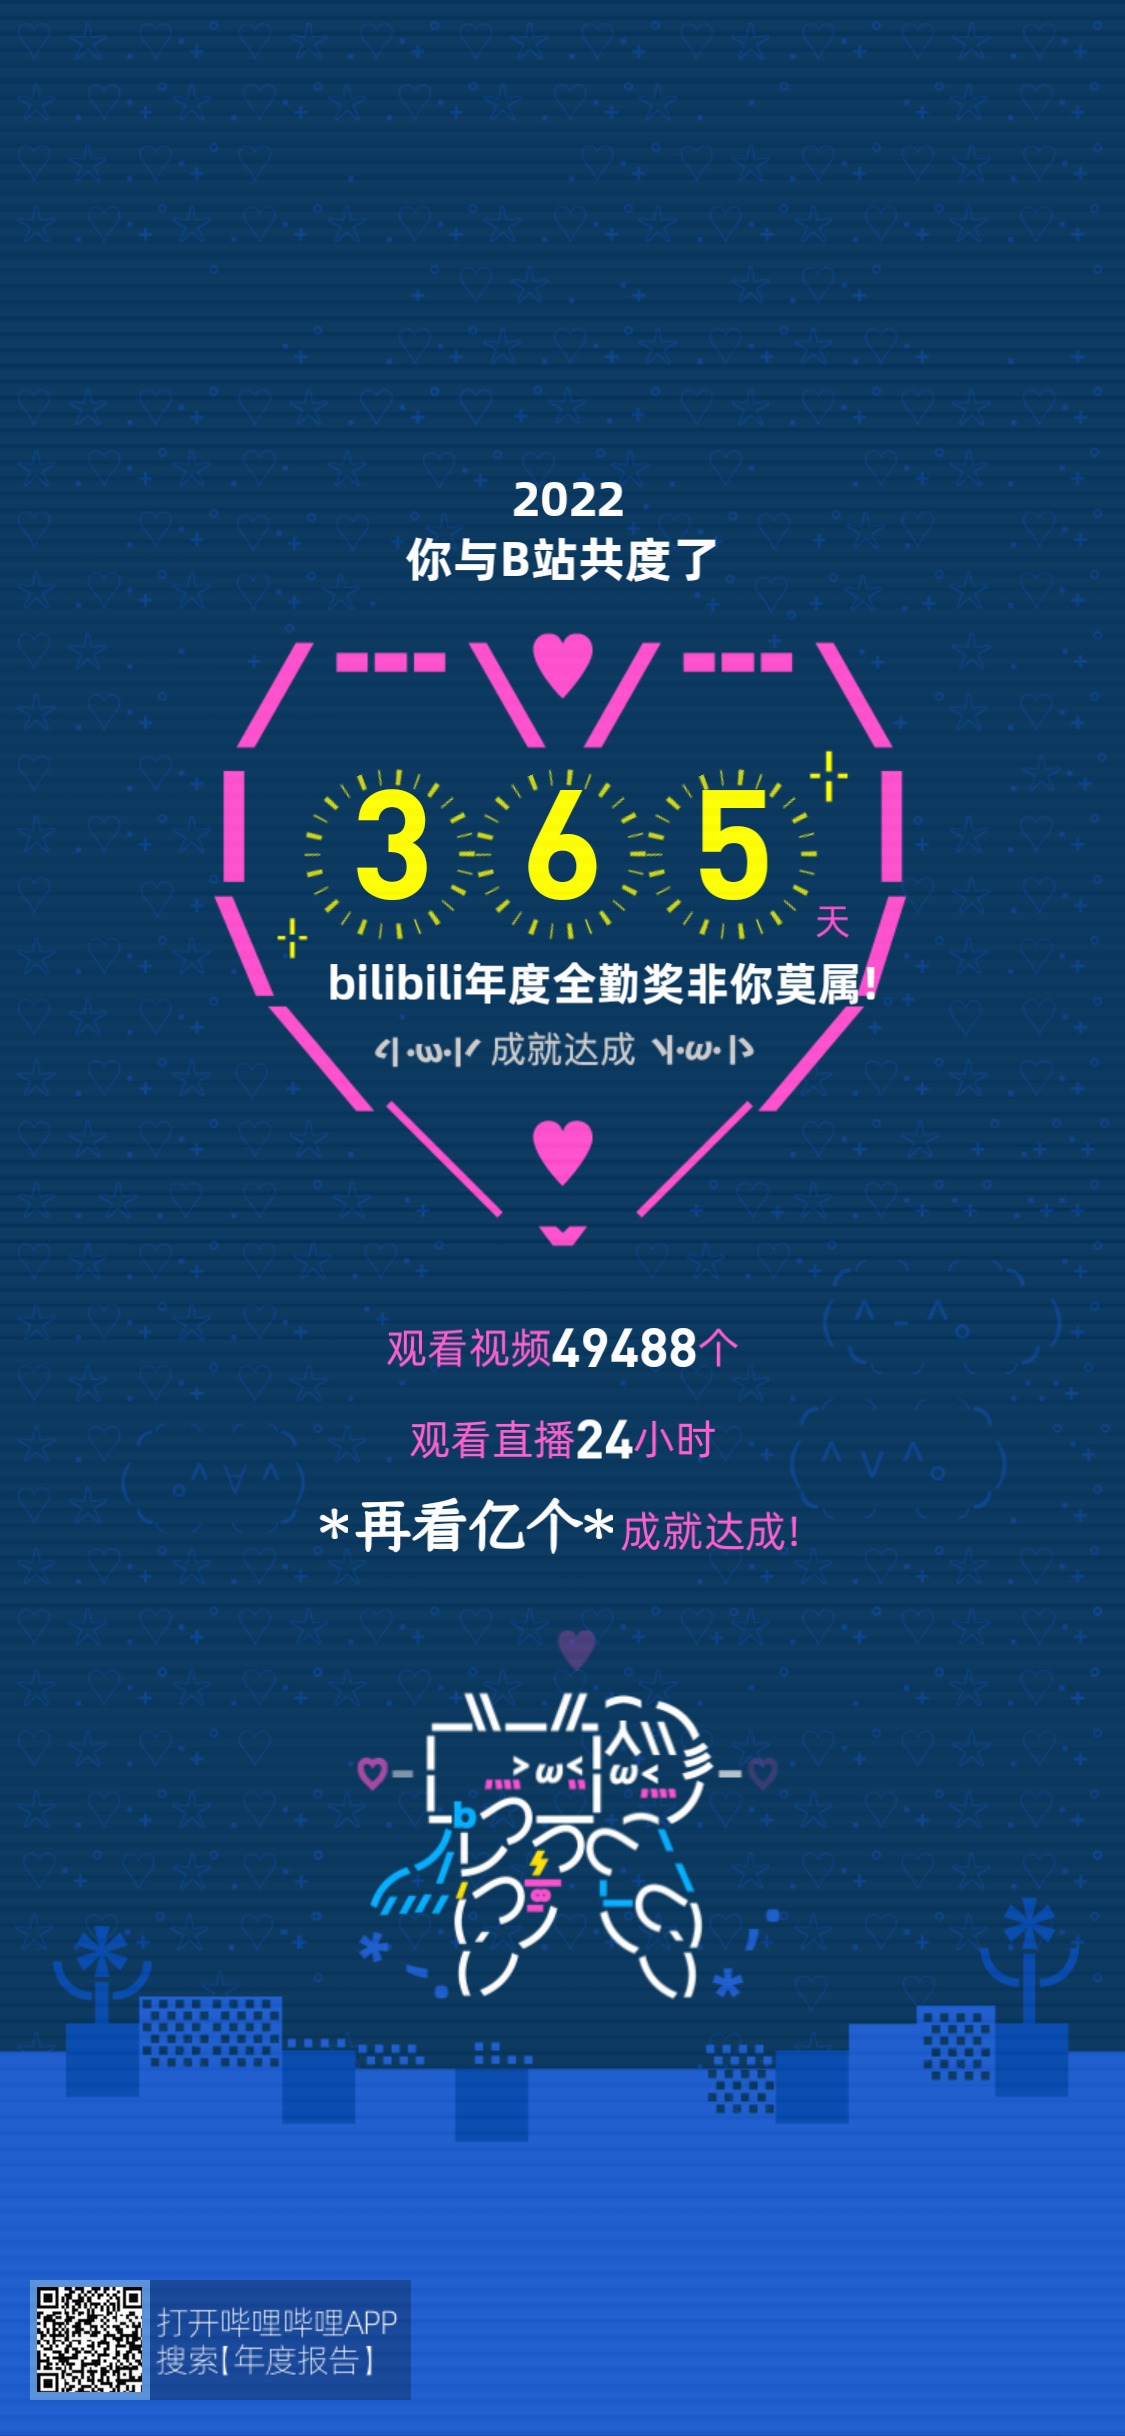 2022
你与B站共度了
365
天
bilibili年度全勤奖非你莫属!
成就达成
观看视频49488个
观看直播24小时
*再看亿个*成就达成!
b
打开哔哩哔哩APP
搜索【年度报告】